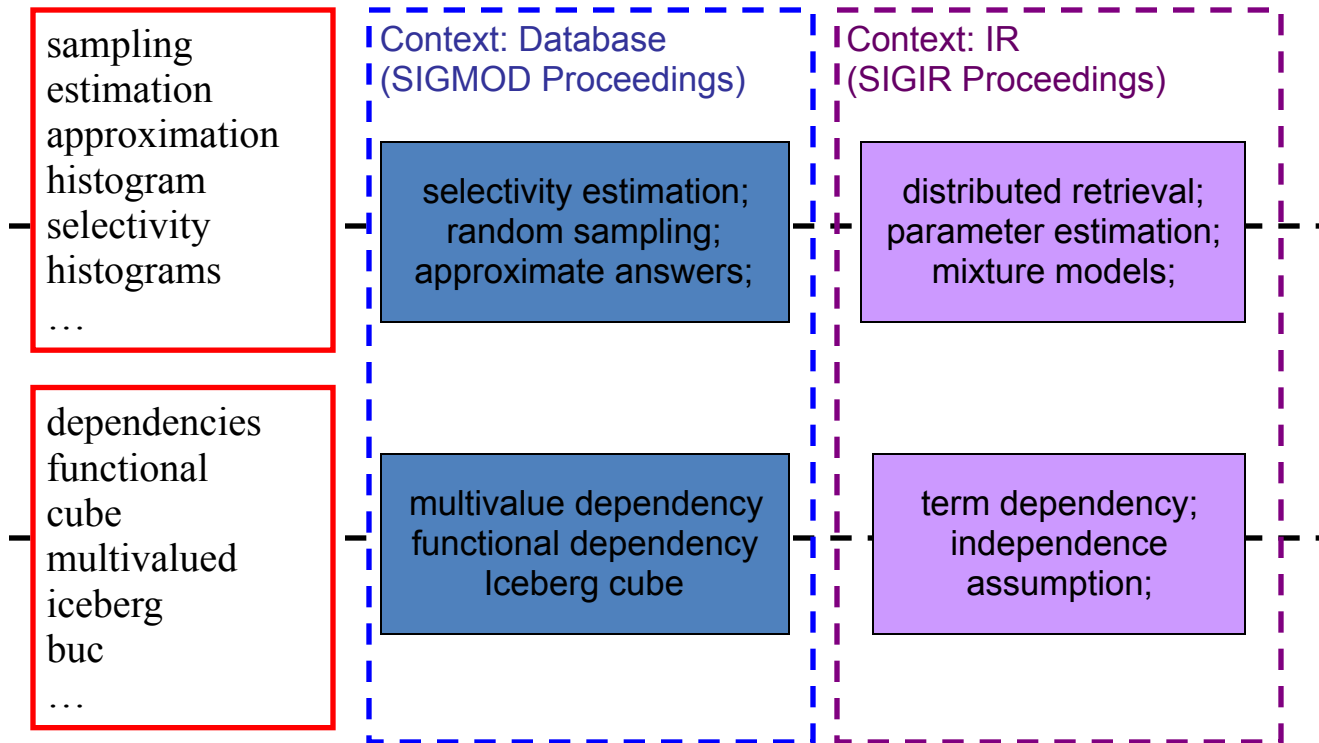 sampling
estimation
approximation
histogram
selectivity
histograms
…
Context: Database
(SIGMOD Proceedings)
Context: IR
(SIGIR Proceedings)
selectivity estimation;
random sampling;
approximate answers;
distributed retrieval;
parameter estimation;
mixture models;
dependencies
functional
cube
multivalued
iceberg
buc
…
multivalue dependency
functional dependency
Iceberg cube
term dependency;
independence
assumption;